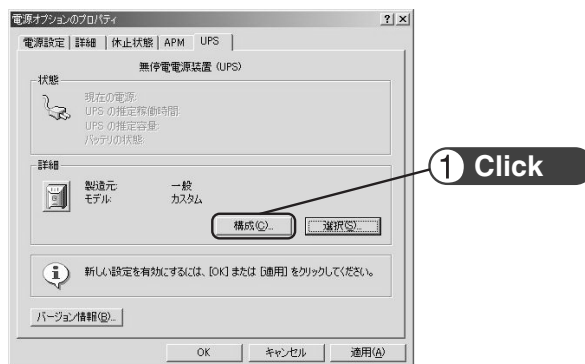 電源オプションのプロパティ
電源設定 詳細 休止状態 APM UPS
無停電電源装置 (UPS)
状態
現在の電源:
UPS の推定稼働時間:
UPS の推定容量:
バッテリの状態:
詳細
製造元: 一般
モデル: カスタム
構成(C)... 選択(S)...
① Click
新しい設定を有効にするには、[OK] または [適用] をクリックしてください。
バージョン情報(B)...
OK キャンセル 適用(A)